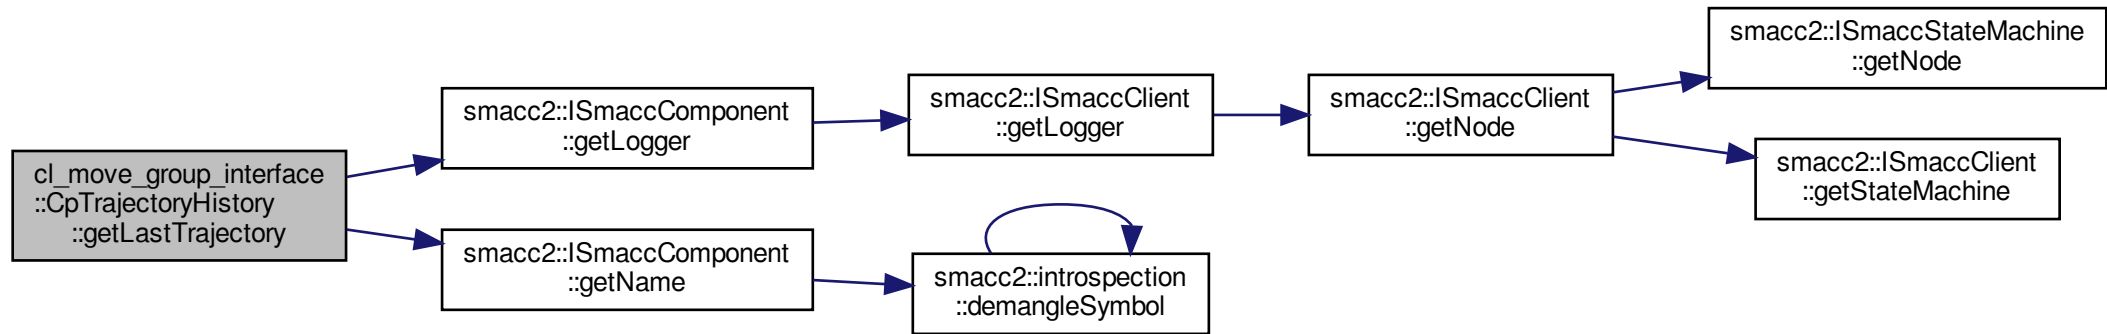 cl_move_group_interface
::CpTrajectoryHistory
::getLastTrajectory
smacc2::ISmaccComponent
::getLogger
smacc2::ISmaccClient
::getLogger
smacc2::ISmaccClient
::getNode
smacc2::ISmaccStateMachine
::getNode
smacc2::ISmaccClient
::getStateMachine
smacc2::ISmaccComponent
::getName
smacc2::introspection
::demangleSymbol